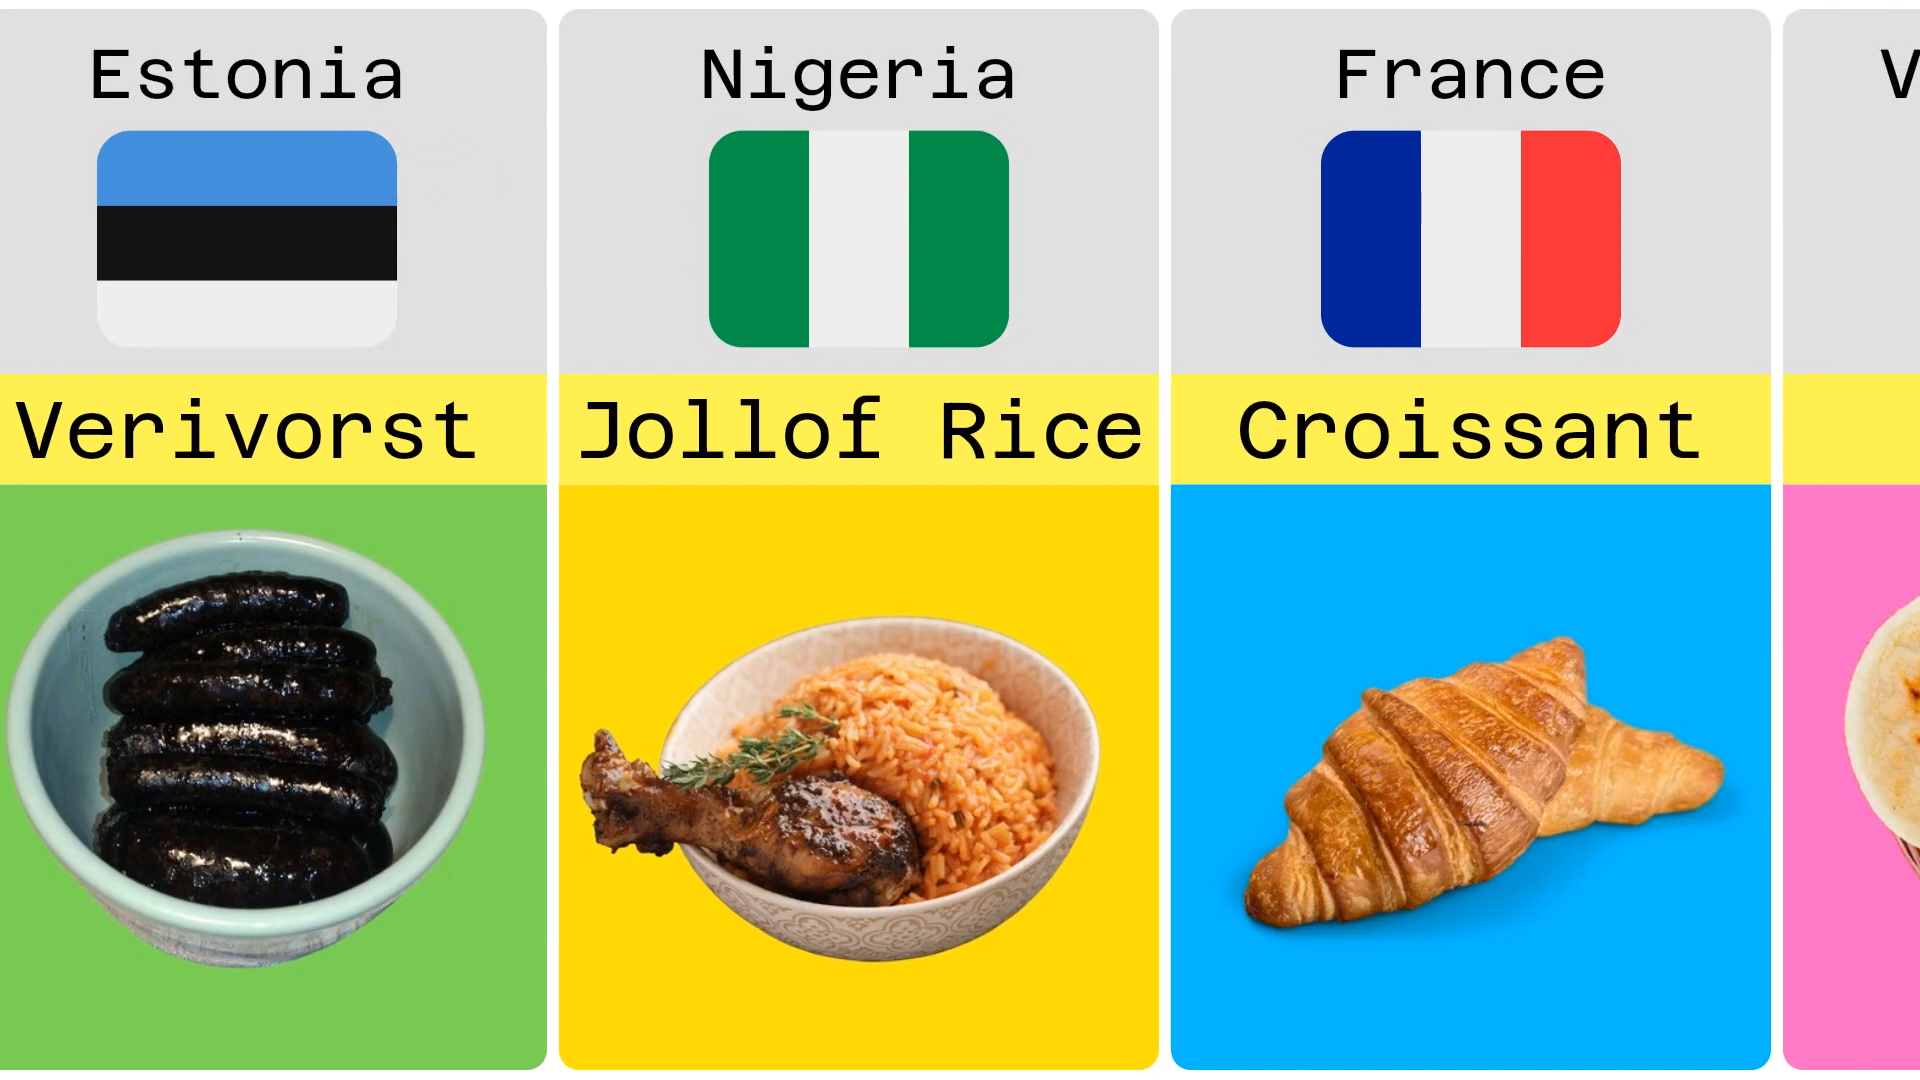 Estonia
Nigeria
France
V
Verivorst
Jollof Rice
Croissant